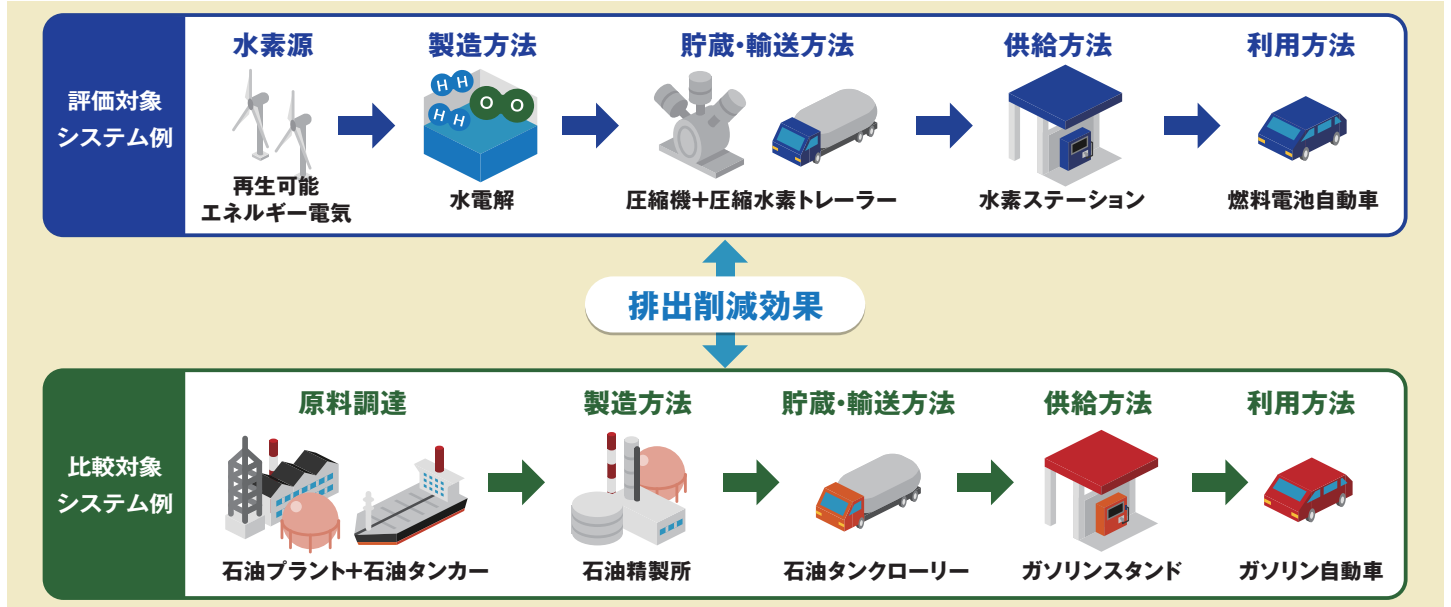 評価対象
システム例
水素源
製造方法
貯蔵・輸送方法
供給方法
利用方法
H H
O O
H H
再生可能
エネルギー電気
水電解
圧縮機+圧縮水素トレーラー
水素ステーション
燃料電池自動車
排出削減効果
比較対象
システム例
原料調達
製造方法
貯蔵・輸送方法
供給方法
利用方法
石油プラント+石油タンカー
石油精製所
石油タンクローリー
ガソリンスタンド
ガソリン自動車